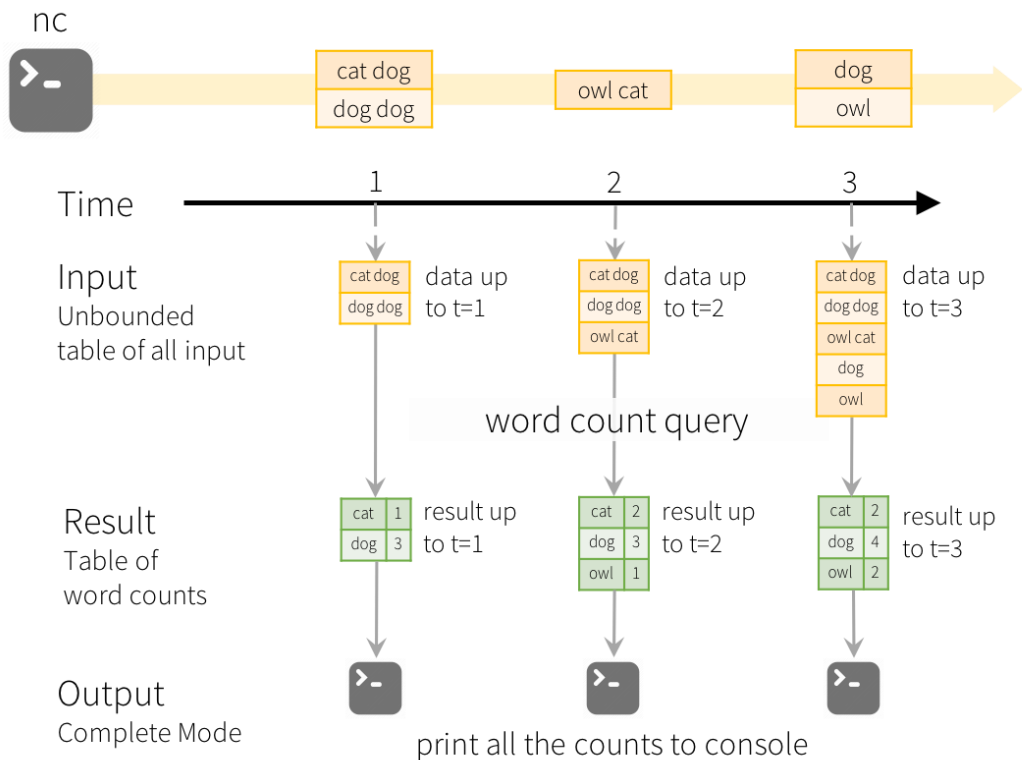 nc
cat dog
dog dog
owl cat
dog
owl
Time
1
2
3
Input
Unbounded
table of all input
cat dog
dog dog
data up
to t=1
cat dog
dog dog
owl cat
data up
to t=2
cat dog
dog dog
owl cat
dog
owl
data up
to t=3
word count query
Result
Table of
word counts
cat 1
dog 3
result up
to t=1
cat 2
dog 3
owl 1
result up
to t=2
cat 2
dog 4
owl 2
result up
to t=3
Output
Complete Mode
print all the counts to console